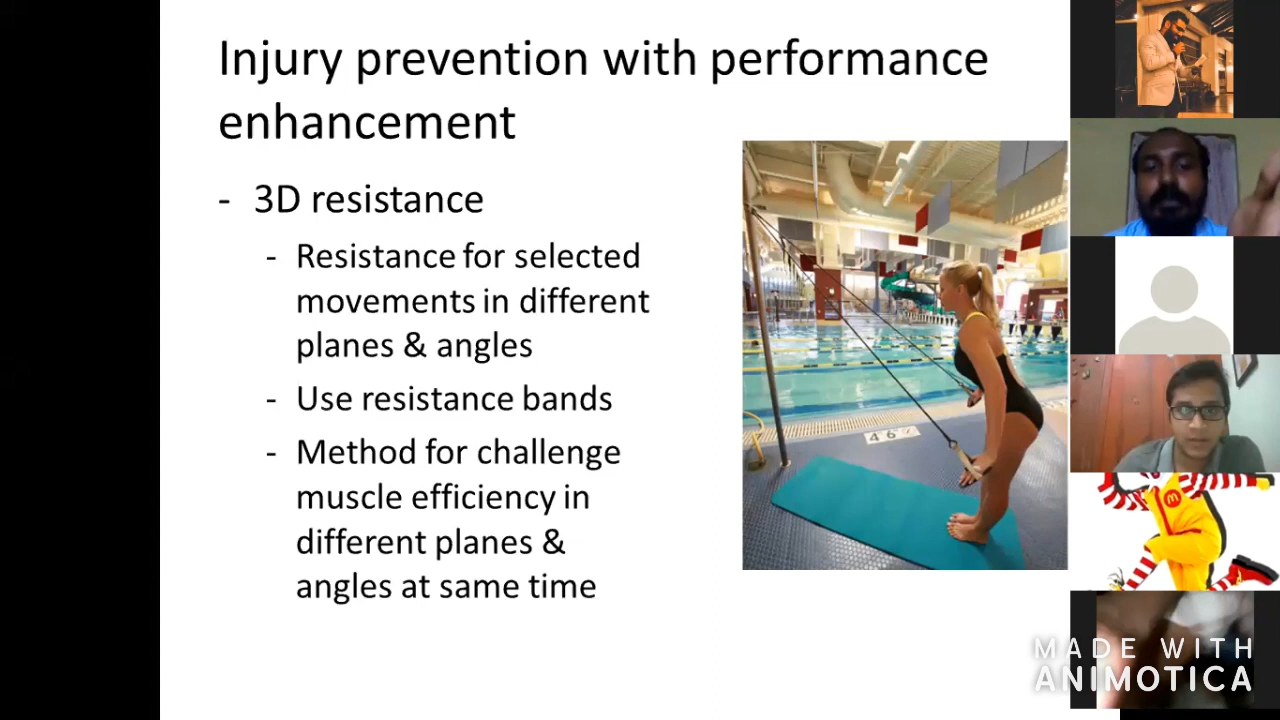 Injury prevention with performance
enhancement
- 3D resistance
- Resistance for selected
movements in different
planes & angles
- Use resistance bands
- Method for challenge
muscle efficiency in
different planes &
angles at same time
46
MADE WITH
ANIMOTICA